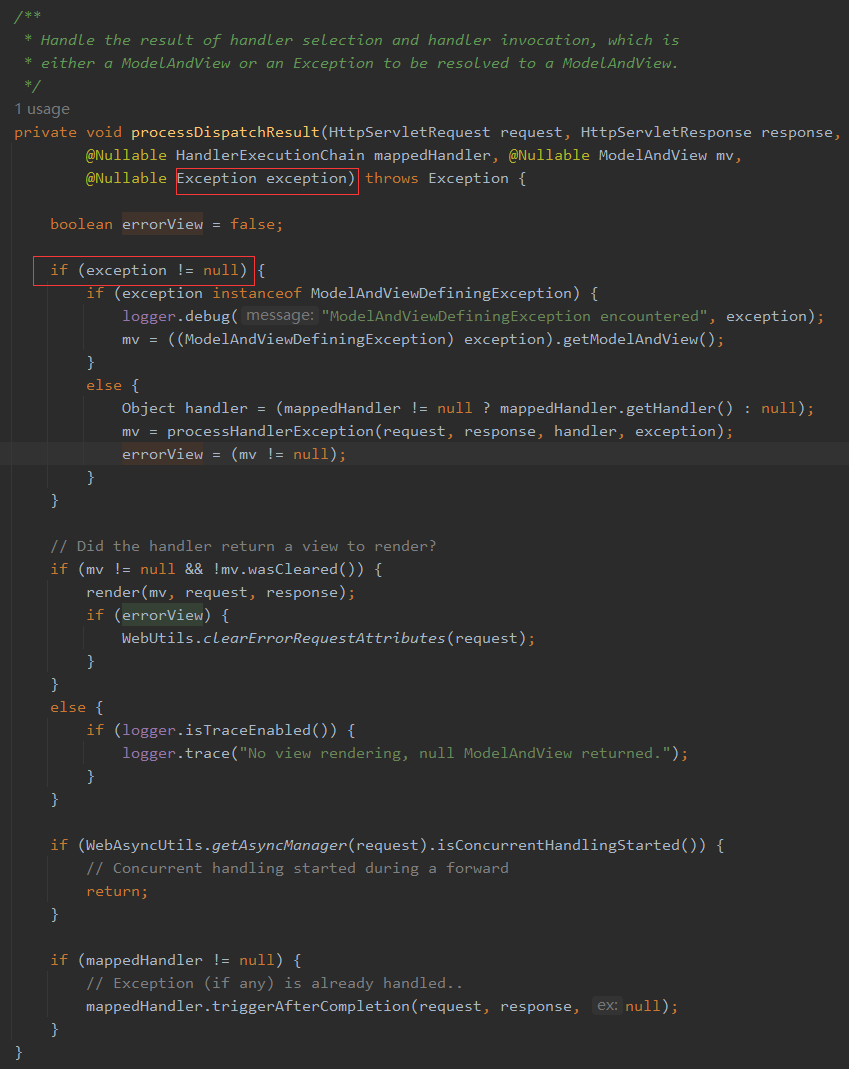 /**
 * Handle the result of handler selection and handler invocation, which is
 * either a ModelAndView or an Exception to be resolved to a ModelAndView.
 */
1 usage
private void processDispatchResult(HttpServletRequest request, HttpServletResponse response,
        @Nullable HandlerExecutionChain mappedHandler, @Nullable ModelAndView mv,
        @Nullable Exception exception) throws Exception {

    boolean errorView = false;

    if (exception != null) {
        if (exception instanceof ModelAndViewDefiningException) {
            logger.debug( message: "ModelAndViewDefiningException encountered", exception);
            mv = ((ModelAndViewDefiningException) exception).getModelAndView();
        }
        else {
            Object handler = (mappedHandler != null ? mappedHandler.getHandler() : null);
            mv = processHandlerException(request, response, handler, exception);
            errorView = (mv != null);
        }
    }

    // Did the handler return a view to render?
    if (mv != null && !mv.wasCleared()) {
        render(mv, request, response);
        if (errorView) {
            WebUtils.clearErrorRequestAttributes(request);
        }
    }
    else {
        if (logger.isTraceEnabled()) {
            logger.trace("No view rendering, null ModelAndView returned.");
        }
    }

    if (WebAsyncUtils.getAsyncManager(request).isConcurrentHandlingStarted()) {
        // Concurrent handling started during a forward
        return;
    }

    if (mappedHandler != null) {
        // Exception (if any) is already handled..
        mappedHandler.triggerAfterCompletion(request, response, ex: null);
    }
}